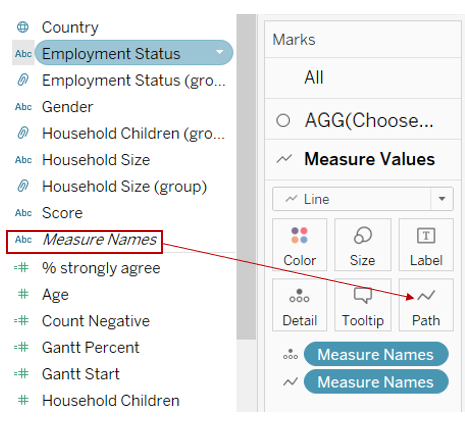 Country
Abc Employment Status
Employment Status (gro...
Abc Gender
Household Children (gro...
Abc Household Size
Household Size (group)
Abc Score
Abc Measure Names
=# % strongly agree
# Age
=# Count Negative
=# Gantt Percent
=# Gantt Start
# Household Children
Marks
All
AGG(Choose...
Measure Values
Line
Color Size Label
Detail Tooltip Path
Measure Names
Measure Names